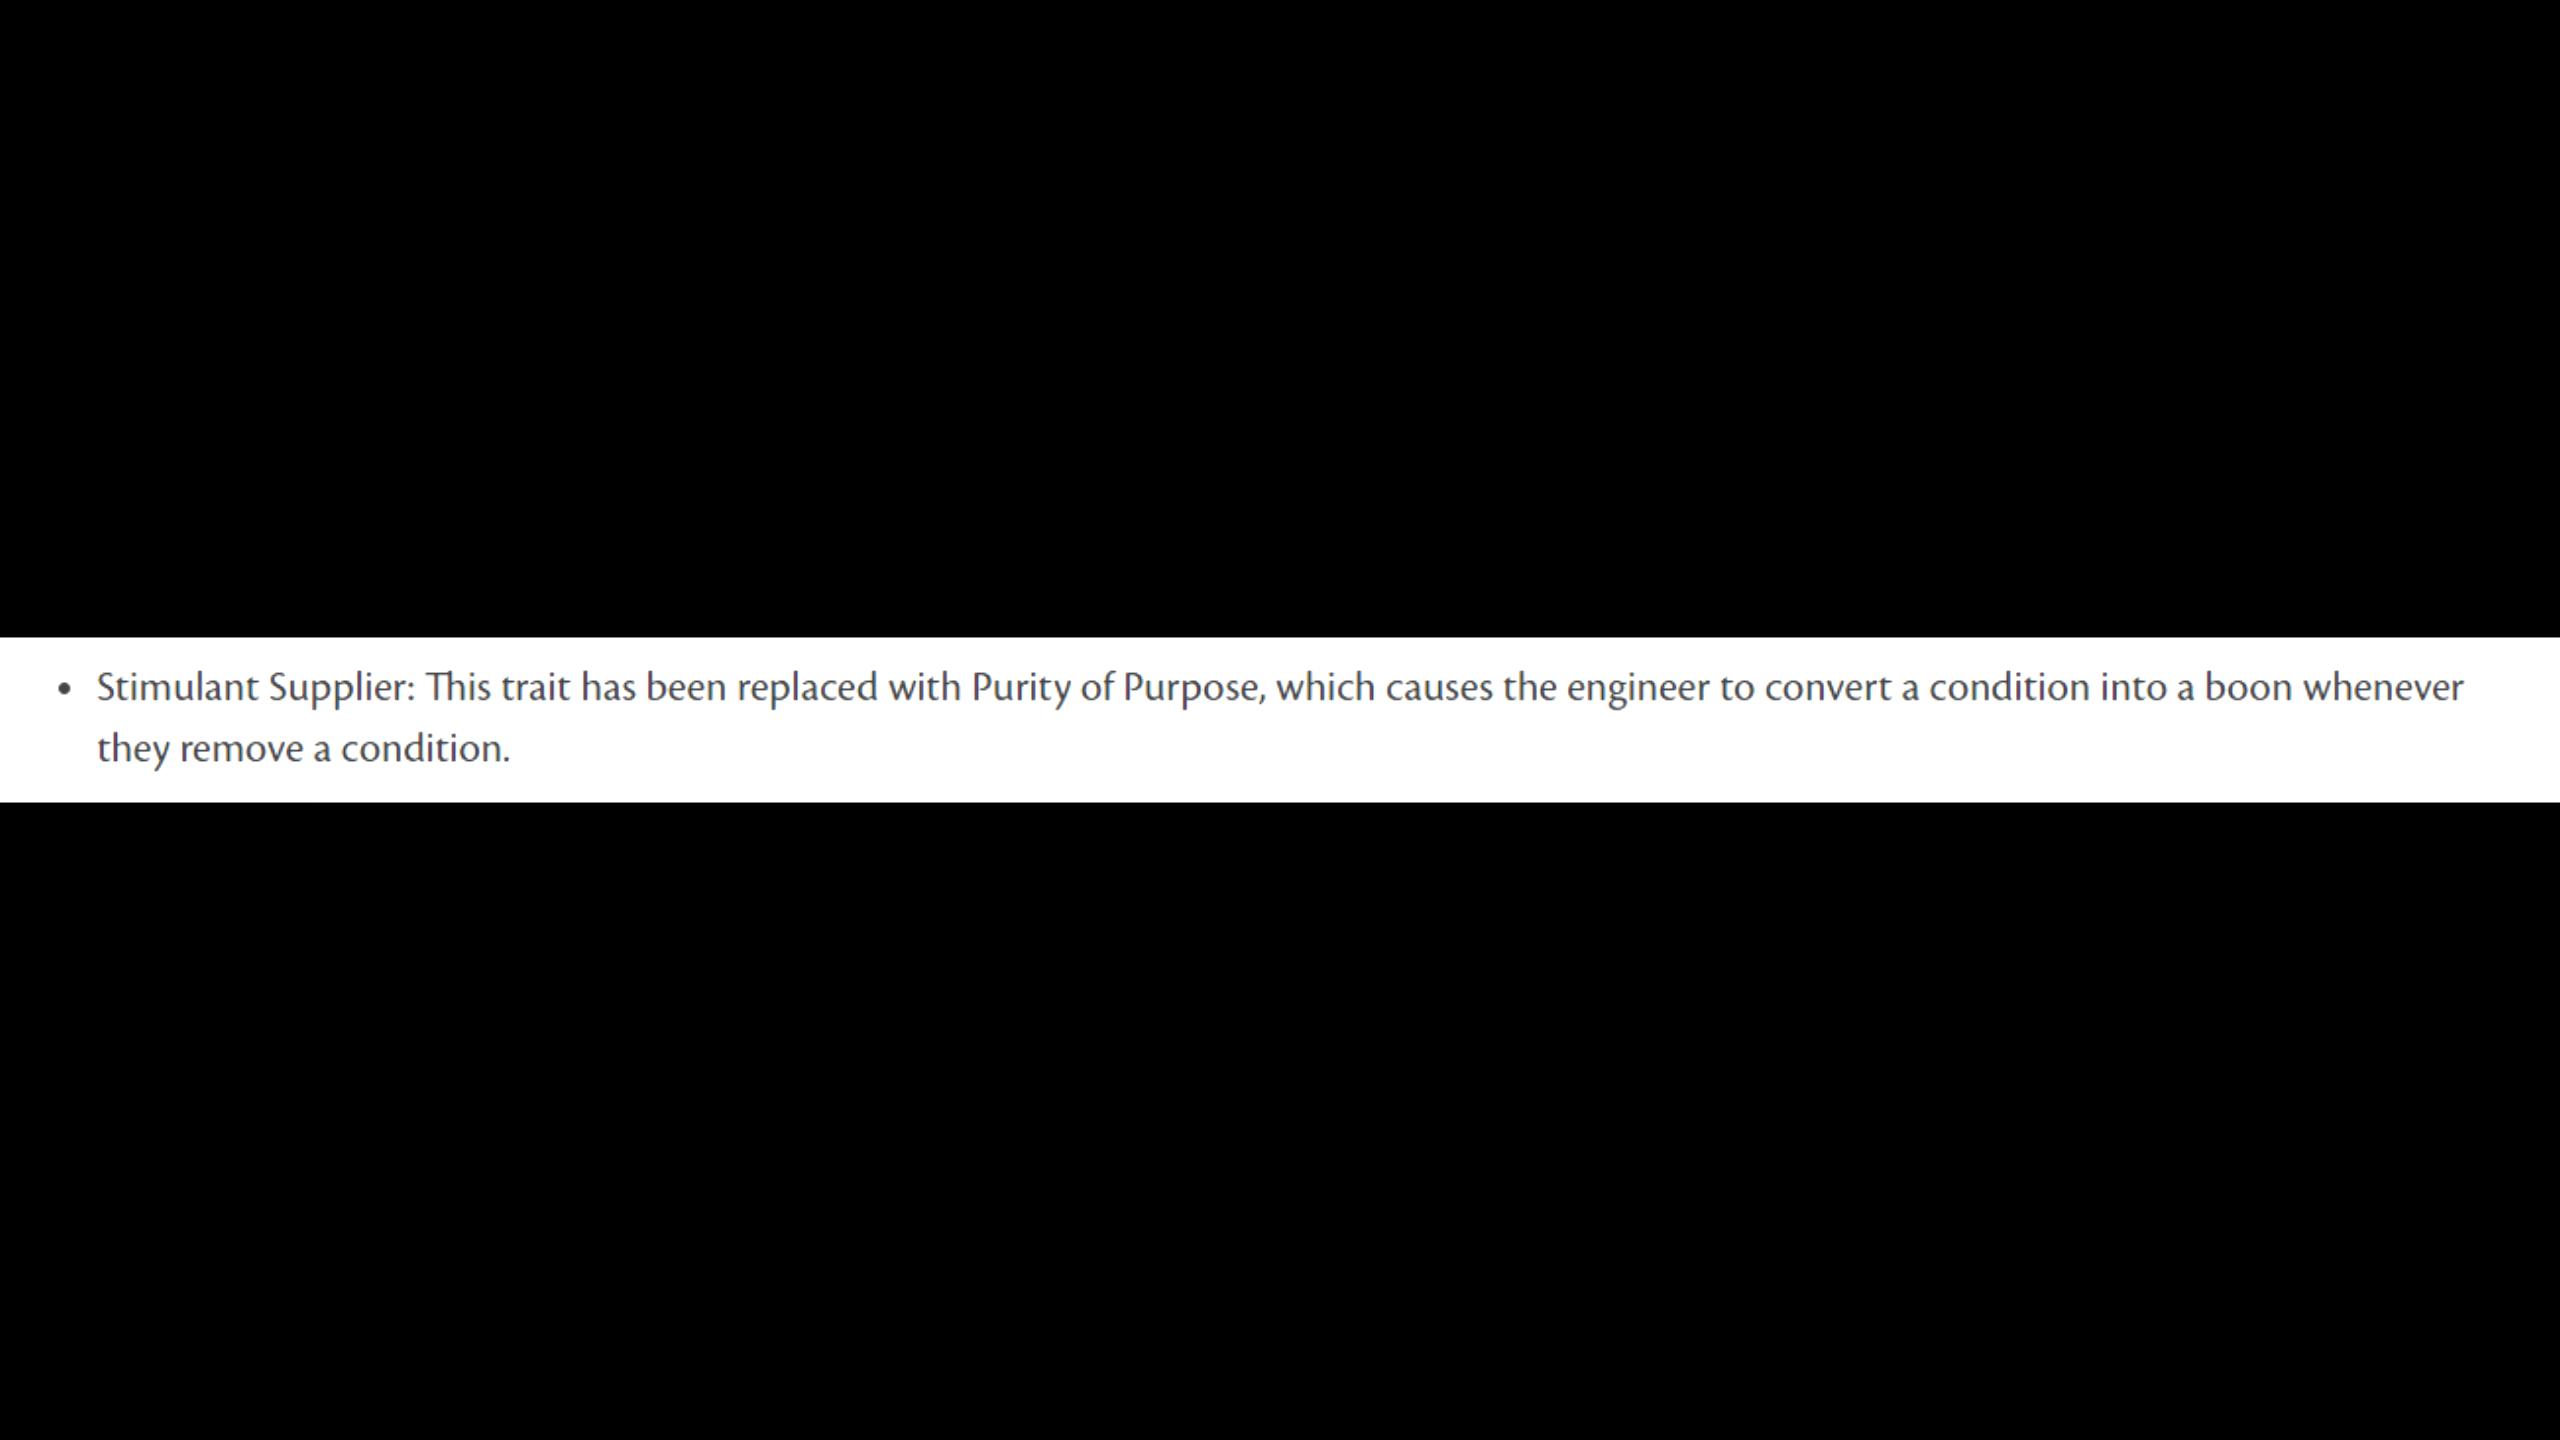 • Stimulant Supplier: This trait has been replaced with Purity of Purpose, which causes the engineer to convert a condition into a boon whenever
they remove a condition.